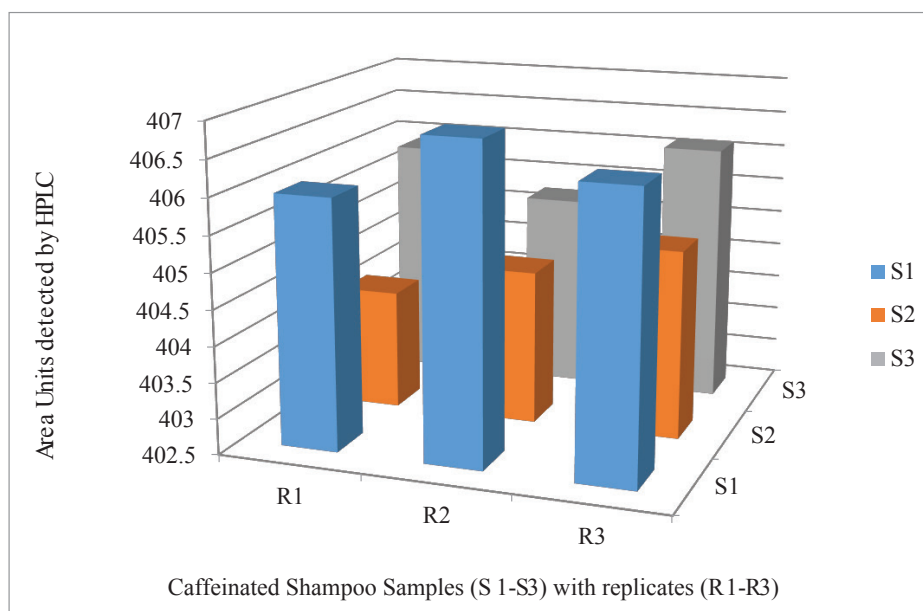 Area Units detected by HPLC
407
406.5
406
405.5
405
404.5
404
403.5
403
402.5
R1
R2
R3
S1
S2
S3
S1
S2
S3
Caffeinated Shampoo Samples (S1-S3) with replicates (R1-R3)